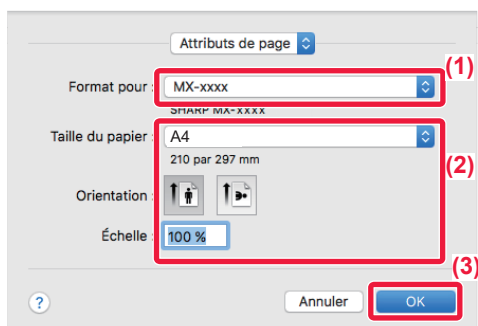 Attributs de page
(1)
Format pour : MX-xxxx
SHARP MX-xxxx
Taille du papier : A4
210 par 297 mm
(2)
Orientation :
Échelle : 100 %
(3)
? Annuler OK